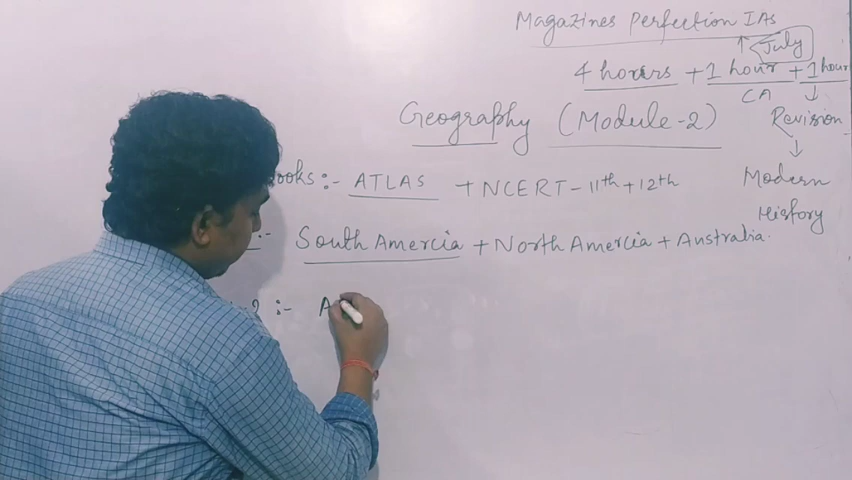 Magazines Perfection IAs
July
4 hours + 1 hour + 1 hour
CA
Geography (Module-2) Revision
ooks :- ATLAS + NCERT - 11th + 12th Modern
History
:- South Amercia + North Amercia + Australia.
2 :- A